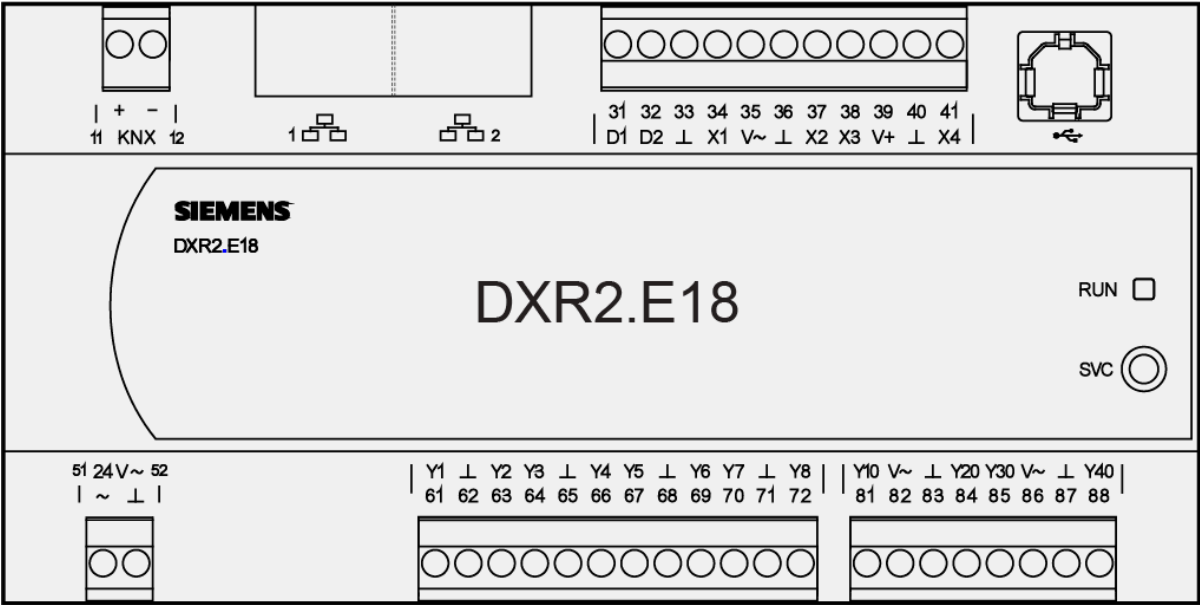 31 32 33 34 35 36 37 38 39 40 41
+ −
11 KNX 12
1
2
D1 D2 ⊥ X1 V~ ⊥ X2 X3 V+ ⊥ X4
SIEMENS
DXR2.E18
DXR2.E18
RUN
SVC
51 24V~ 52
~ ⊥
Y1 ⊥ Y2 Y3 ⊥ Y4 Y5 ⊥ Y6 Y7 ⊥ Y8
61 62 63 64 65 66 67 68 69 70 71 72
Y10 V~ ⊥ Y20 Y30 V~ ⊥ Y40
81 82 83 84 85 86 87 88